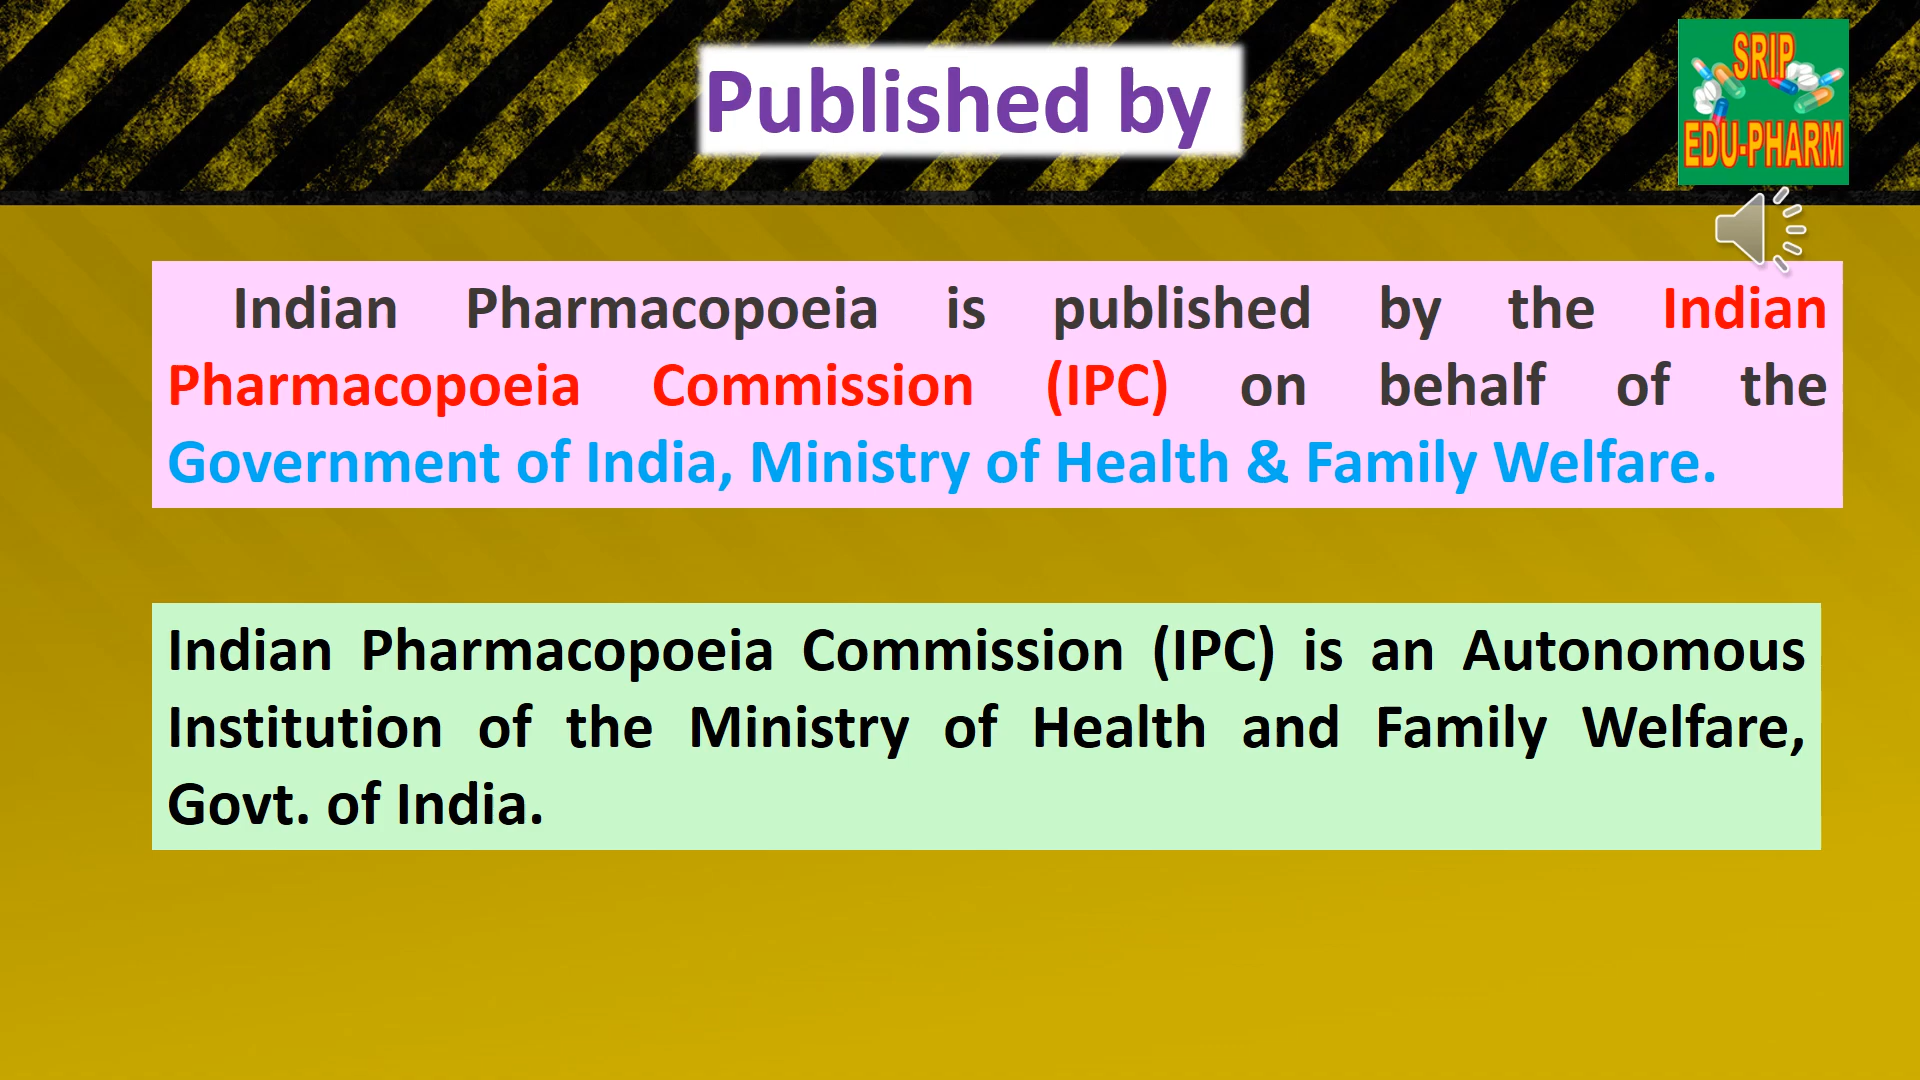 Published by
SRIP
EDU-PHARM
Indian Pharmacopoeia is published by the Indian
Pharmacopoeia Commission (IPC) on behalf of the
Government of India, Ministry of Health & Family Welfare.
Indian Pharmacopoeia Commission (IPC) is an Autonomous
Institution of the Ministry of Health and Family Welfare,
Govt. of India.